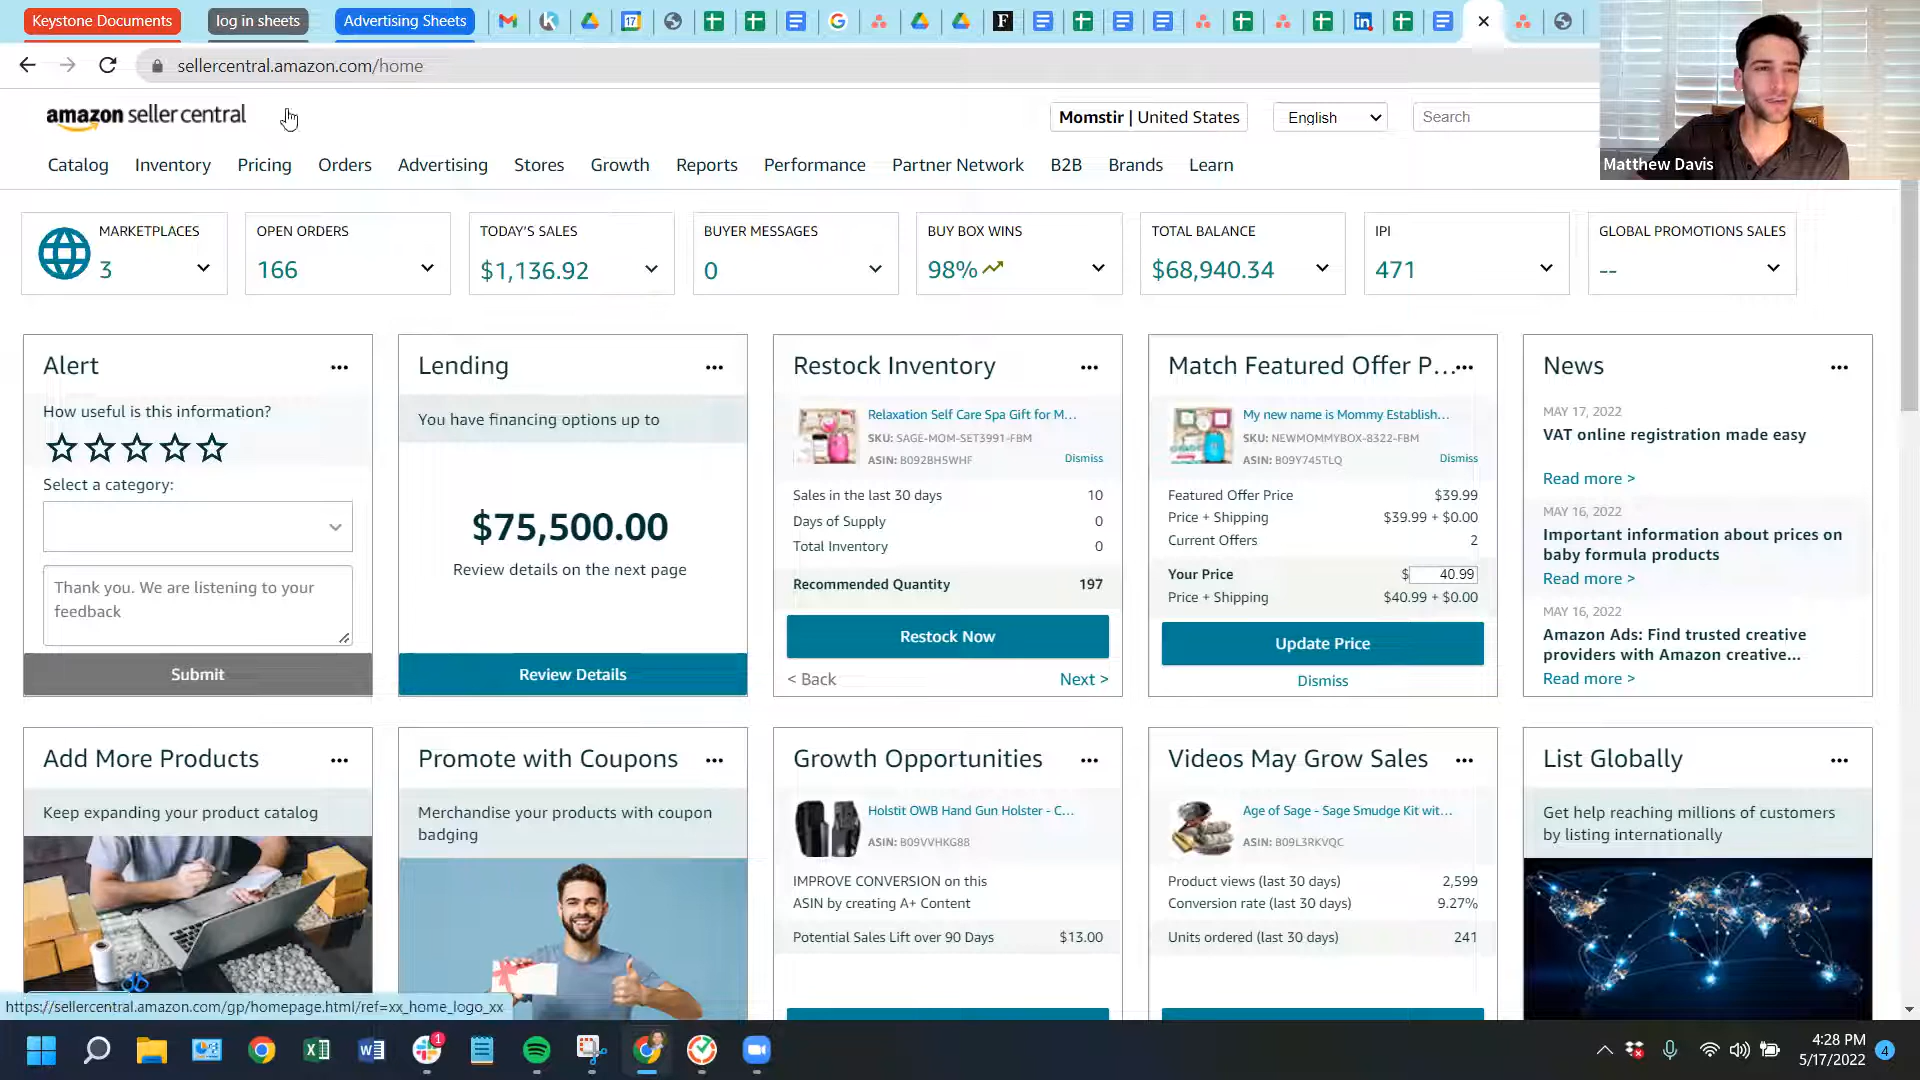 Keystone Documents
log in sheets
Advertising Sheets
sellercentral.amazon.com/home
amazon seller central
Momstir | United States
English
Search
Matthew Davis
Catalog
Inventory
Pricing
Orders
Advertising
Stores
Growth
Reports
Performance
Partner Network
B2B
Brands
Learn
MARKETPLACES
3
OPEN ORDERS
166
TODAY'S SALES
$1,136.92
BUYER MESSAGES
0
BUY BOX WINS
98%
TOTAL BALANCE
$68,940.34
IPI
471
GLOBAL PROMOTIONS SALES
--
Alert
How useful is this information?
Select a category:
Thank you. We are listening to your
feedback
Submit
Lending
You have financing options up to
$75,500.00
Review details on the next page
Review Details
Restock Inventory
Relaxation Self Care Spa Gift for M...
SKU: SAGE-MOM-SET3991-FBM
ASIN: B092BH5WHF
Dismiss
Sales in the last 30 days 10
Days of Supply 0
Total Inventory 0
Recommended Quantity 197
Restock Now
< Back
Next >
Match Featured Offer P...
My new name is Mommy Establish...
SKU: NEWMOMMYBOX-8322-FBM
ASIN: B09Y745TLQ
Dismiss
Featured Offer Price $39.99
Price + Shipping $39.99 + $0.00
Current Offers 2
Your Price $ 40.99
Price + Shipping $40.99 + $0.00
Update Price
Dismiss
News
MAY 17, 2022
VAT online registration made easy
Read more >
MAY 16, 2022
Important information about prices on
baby formula products
Read more >
MAY 16, 2022
Amazon Ads: Find trusted creative
providers with Amazon creative...
Read more >
Add More Products
Keep expanding your product catalog
Promote with Coupons
Merchandise your products with coupon
badging
Growth Opportunities
Holstit OWB Hand Gun Holster - C...
ASIN: B09VVHKG88
IMPROVE CONVERSION on this
ASIN by creating A+ Content
Potential Sales Lift over 90 Days $13.00
Videos May Grow Sales
Age of Sage - Sage Smudge Kit wit...
ASIN: B09L3RKVQC
Product views (last 30 days) 2,599
Conversion rate (last 30 days) 9.27%
Units ordered (last 30 days) 241
List Globally
Get help reaching millions of customers
by listing internationally
https://sellercentral.amazon.com/gp/homepage.html/ref=xx_home_logo_xx
4:28 PM
5/17/2022
4